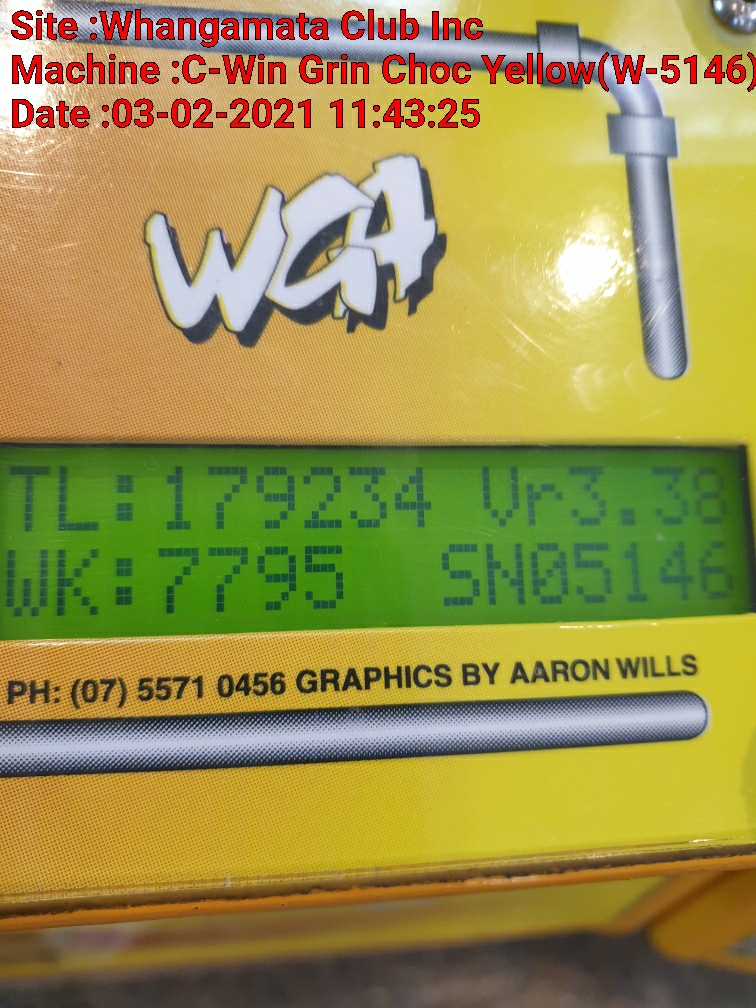 Site :Whangamata Club Inc
Machine :C-Win Grin Choc Yellow(W-5146)
Date :03-02-2021 11:43:25
WGA
TL:179234 Vr3.38
WK:7795 SN05146
PH: (07) 5571 0456 GRAPHICS BY AARON WILLS